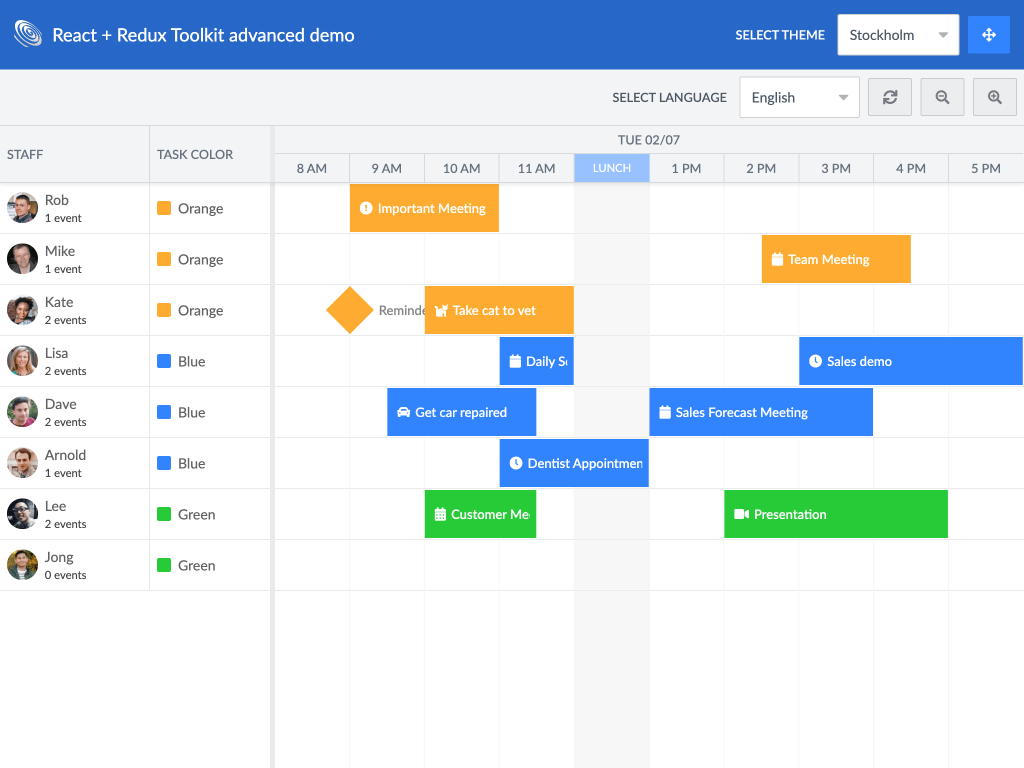 React + Redux Toolkit advanced demo
SELECT THEME
Stockholm
SELECT LANGUAGE
English
STAFF
TASK COLOR
TUE 02/07
8 AM
9 AM
10 AM
11 AM
LUNCH
1 PM
2 PM
3 PM
4 PM
5 PM
Rob
1 event
Orange
Important Meeting
Mike
1 event
Orange
Team Meeting
Kate
2 events
Orange
Reminde
Take cat to vet
Lisa
2 events
Blue
Daily S
Sales demo
Dave
2 events
Blue
Get car repaired
Sales Forecast Meeting
Arnold
1 event
Blue
Dentist Appointmen
Lee
2 events
Green
Customer Me
Presentation
Jong
0 events
Green